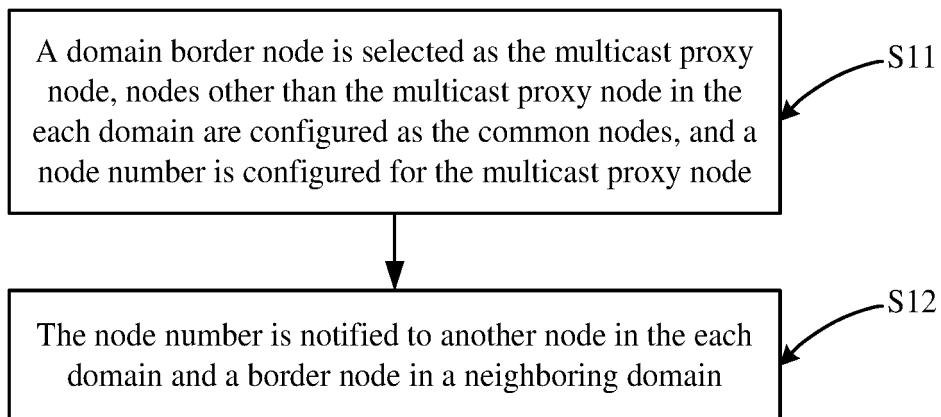 A domain border node is selected as the multicast proxy
node, nodes other than the multicast proxy node in the
each domain are configured as the common nodes, and a
node number is configured for the multicast proxy node
S11
The node number is notified to another node in the each
domain and a border node in a neighboring domain
S12